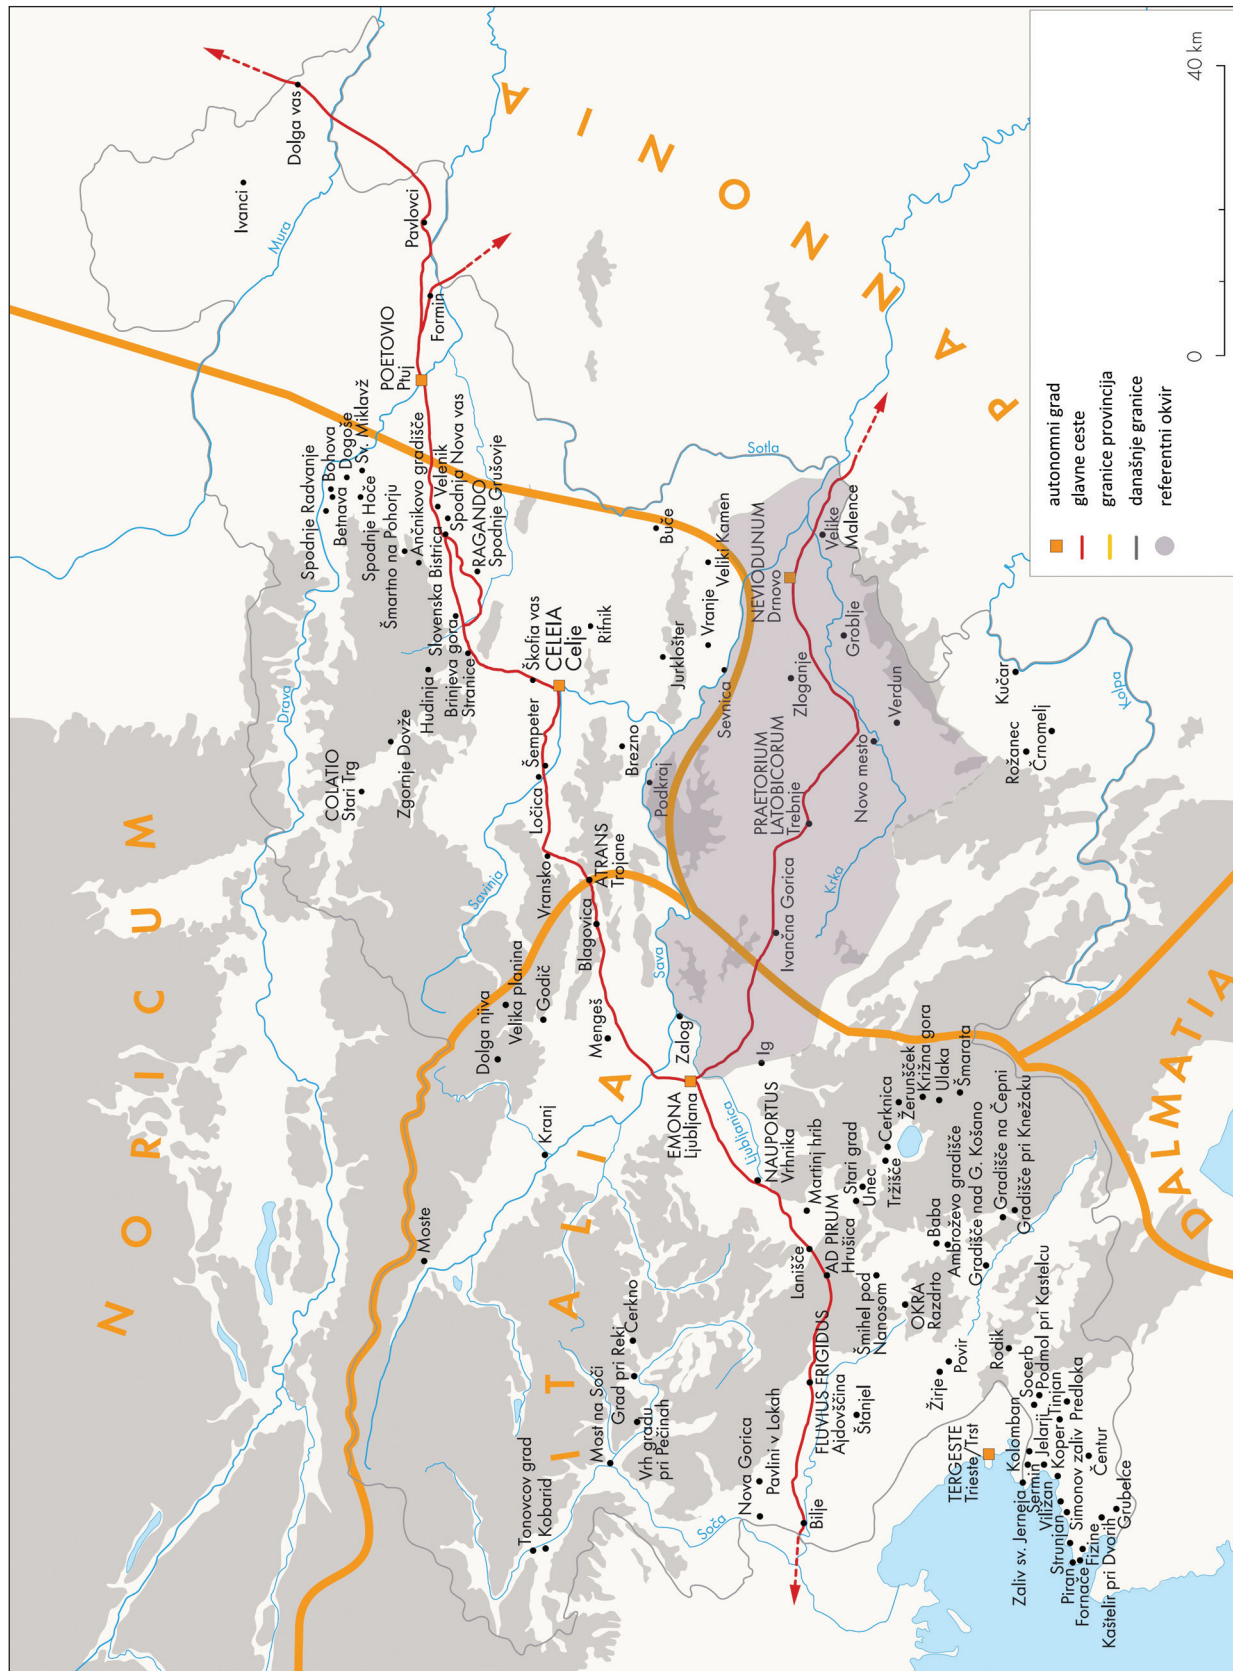 NORICUM
ITALIA
PANNONIA
DALMATIA
Dolga vas
Ivanci
Mura
Pavlovci
Formin
POETOVIO
Ptuj
Spodnje Radvanje
Bohova
Betnava
Dogoše
Spodnje Hoče
Sv. Miklavž
Šmartno na Pohorju
Ančnikovo gradišče
Slovenska Bistrica
Velenik
Spodnja Nova vas
RAGANDO
Spodnje Grušovje
Hudinja
Brinjeva gora
Stranice
Škofja vas
CELEIA
Celje
Rifnik
Drava
COLATIO
Stari Trg
Zgornje Dovže
Šempeter
Ločica
Savinja
Vransko
ATRANS
Trojane
Blagovica
Brezno
Jurklošter
Buče
Veliki Kamen
Vranje
Sevnica
Podkraj
Sotla
Dolga njiva
Velika planina
Godič
Mengeš
Sava
Zalog
Kranj
Moste
EMONA
Ljubljana
Ig
Ljubljanica
NAUPORTUS
Vrhnika
Ivančna Gorica
PRAETORIUM
LATOBICORUM
Trebnje
Krka
Novo mesto
Zloganje
Verdun
Groblje
NEVIODUNUM
Drnovo
Velike
Malence
Kučar
Rožanec
Črnomelj
Kolpa
Martinj hrib
Lanišče
AD PIRUM
Hrušica
Stari grad
Unec
Tržišče
Cerknica
Žerunšček
Križna gora
Ulaka
Šmarata
Šmihel pod
Nanosom
Baba
Ambroževo gradišče
Gradišče nad G. Košano
Gradišče na Čepni
Gradišče pri Knežaku
OKRA
Razdrto
Tonovcov grad
Kobarid
Most na Soči
Grad pri Reki
Cerkno
Vrh gradu
pri Pečinah
Soča
Nova Gorica
Pavlini v Lokah
Bilje
FLUVIUS FRIGIDUS
Ajdovščina
Štanjel
Žirje
Povir
Rodik
TERGESTE
Trieste/Trst
Socerb
Podmol pri Kastelcu
Kolomban
Jelarji
Tinjan
Predloka
Zaliv sv. Jerneja
Sermin
Koper
Viližan
Simonov zaliv
Čentur
Strunjan
Piran
Fornače
Fizine
Grubelce
Kaštelir pri Dvorih
autonomni grad
glavne ceste
granice provincija
današnje granice
referentni okvir
0
40 km